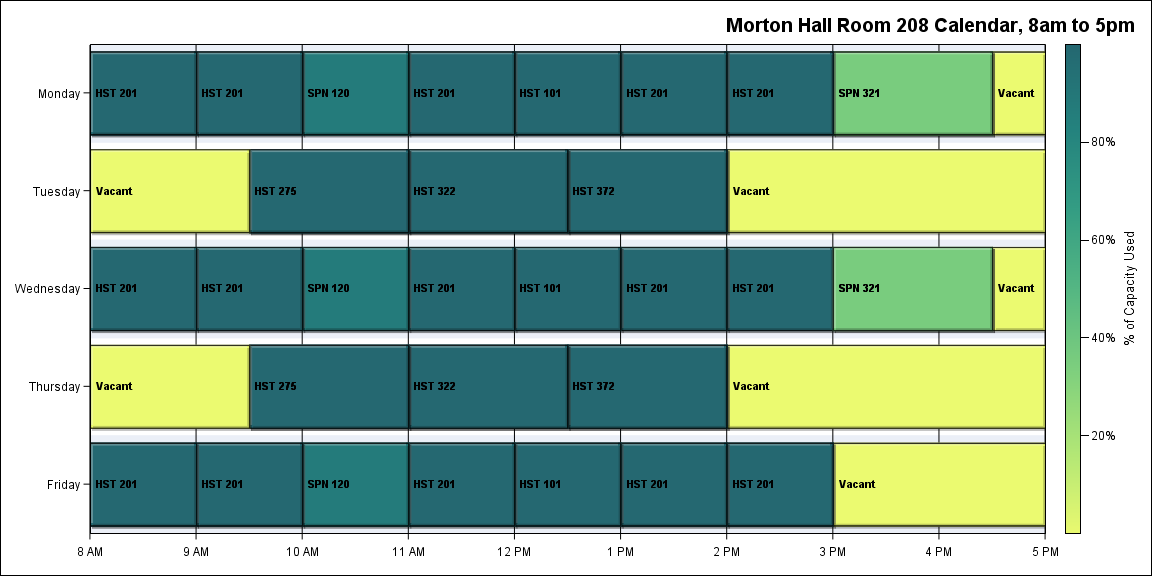 Morton Hall Room 208 Calendar, 8am to 5pm
Monday
HST 201
HST 201
SPN 120
HST 201
HST 101
HST 201
HST 201
SPN 321
Vacant
Tuesday
Vacant
HST 275
HST 322
HST 372
Vacant
Wednesday
HST 201
HST 201
SPN 120
HST 201
HST 101
HST 201
HST 201
SPN 321
Vacant
Thursday
Vacant
HST 275
HST 322
HST 372
Vacant
Friday
HST 201
HST 201
SPN 120
HST 201
HST 101
HST 201
HST 201
Vacant
8 AM
9 AM
10 AM
11 AM
12 PM
1 PM
2 PM
3 PM
4 PM
5 PM
80%
60%
40%
20%
% of Capacity Used